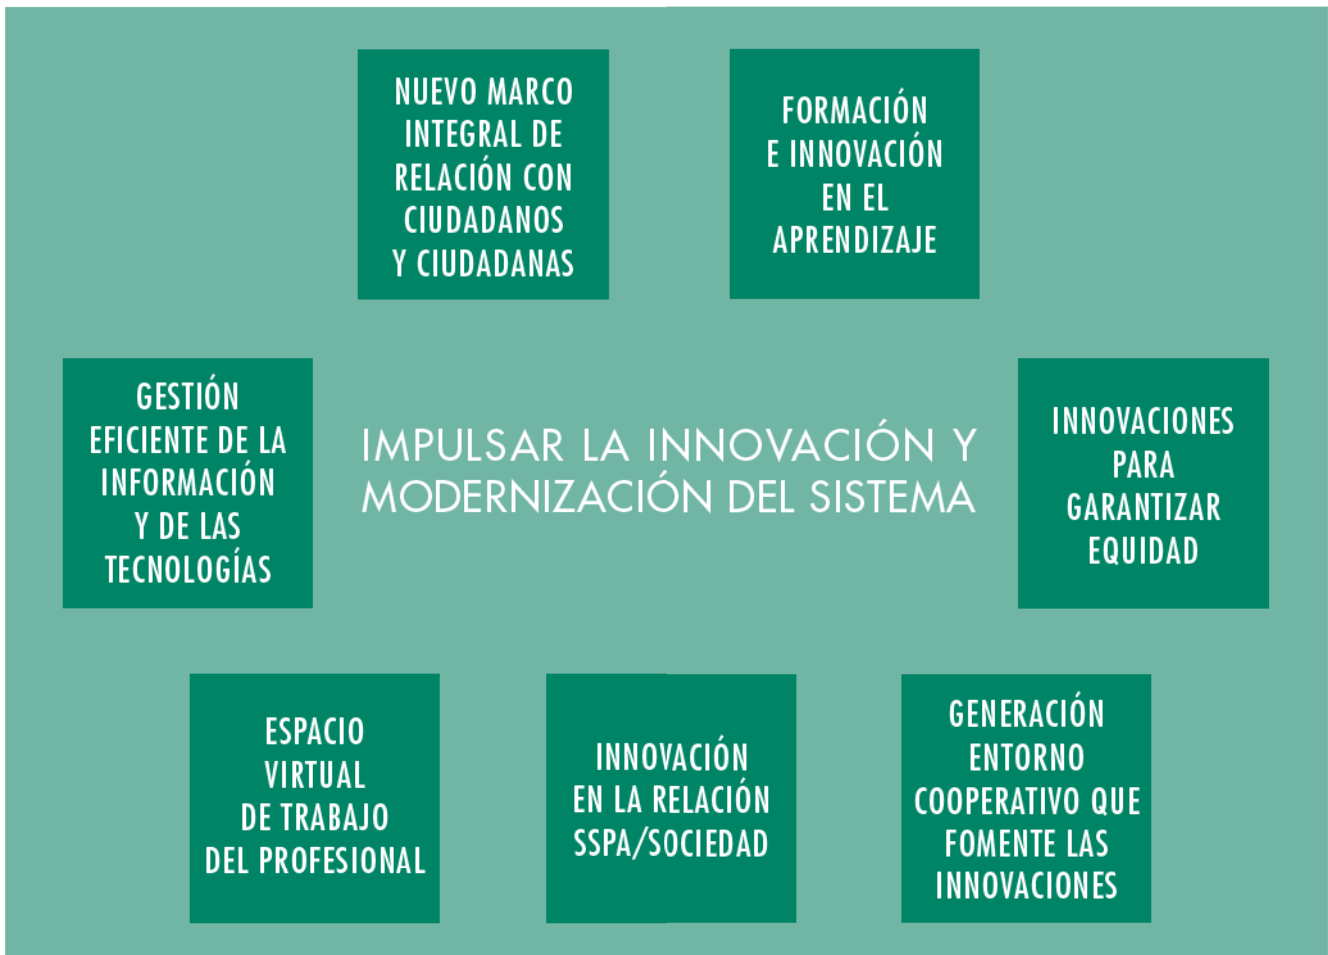 NUEVO MARCO
INTEGRAL DE
RELACIÓN CON
CIUDADANOS
Y CIUDADANAS
FORMACIÓN
E INNOVACIÓN
EN EL
APRENDIZAJE
GESTIÓN
EFICIENTE DE LA
INFORMACIÓN
Y DE LAS
TECNOLOGÍAS
IMPULSAR LA INNOVACIÓN Y
MODERNIZACIÓN DEL SISTEMA
INNOVACIONES
PARA
GARANTIZAR
EQUIDAD
ESPACIO
VIRTUAL
DE TRABAJO
DEL PROFESIONAL
INNOVACIÓN
EN LA RELACIÓN
SSPA/SOCIEDAD
GENERACIÓN
ENTORNO
COOPERATIVO QUE
FOMENTE LAS
INNOVACIONES